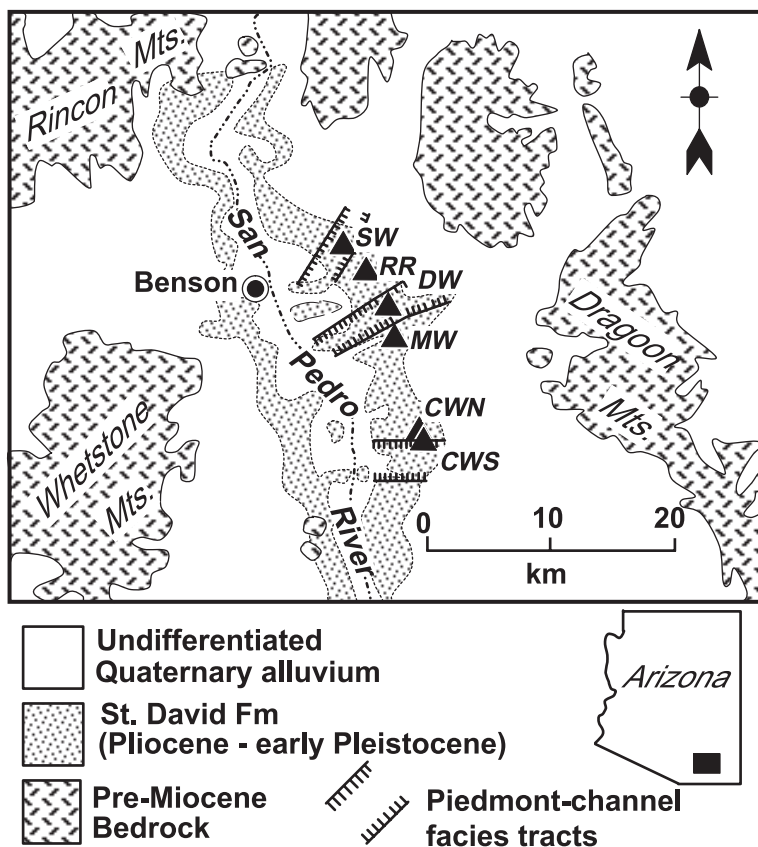 Rincon Mts.
San
SW
RR
DW
Benson
MW
Pedro
Dragoon
Mts.
CWN
CWS
Whetstone
Mts.
River
0 10 20
km
Undifferentiated
Quaternary alluvium
St. David Fm
(Pliocene - early Pleistocene)
Pre-Miocene
Bedrock
Piedmont-channel
facies tracts
Arizona